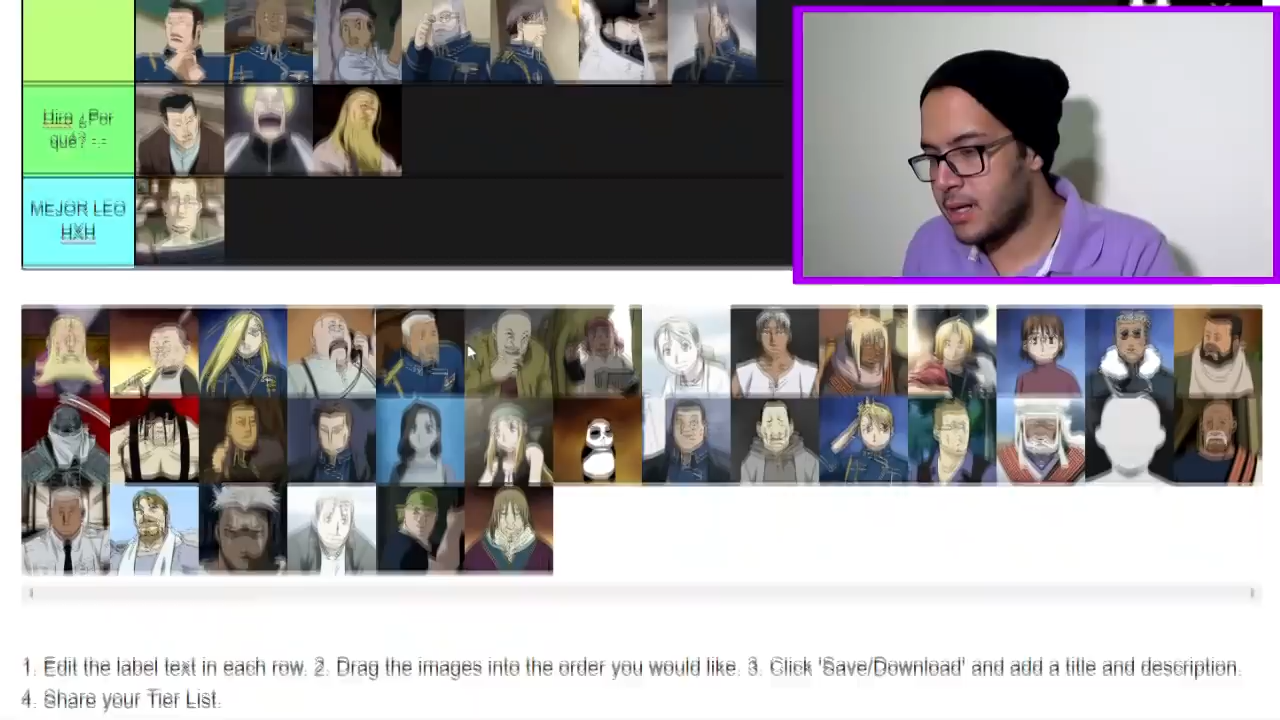 Hiro ¿Por
qué? -.-
MEJOR LEO
HXH
1. Edit the label text in each row. 2. Drag the images into the order you would like. 3. Click 'Save/Download' and add a title and description.
4. Share your Tier List.